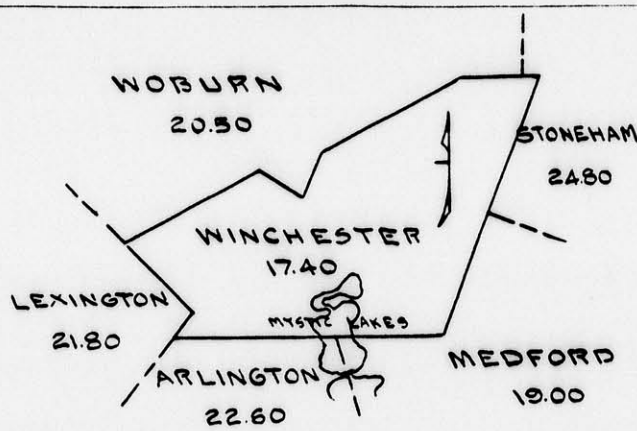 WOBURN
20.50
STONEHAM
24.80
WINCHESTER
17.40
LEXINGTON
21.80
MYSTIC LAKES
MEDFORD
19.00
ARLINGTON
22.60